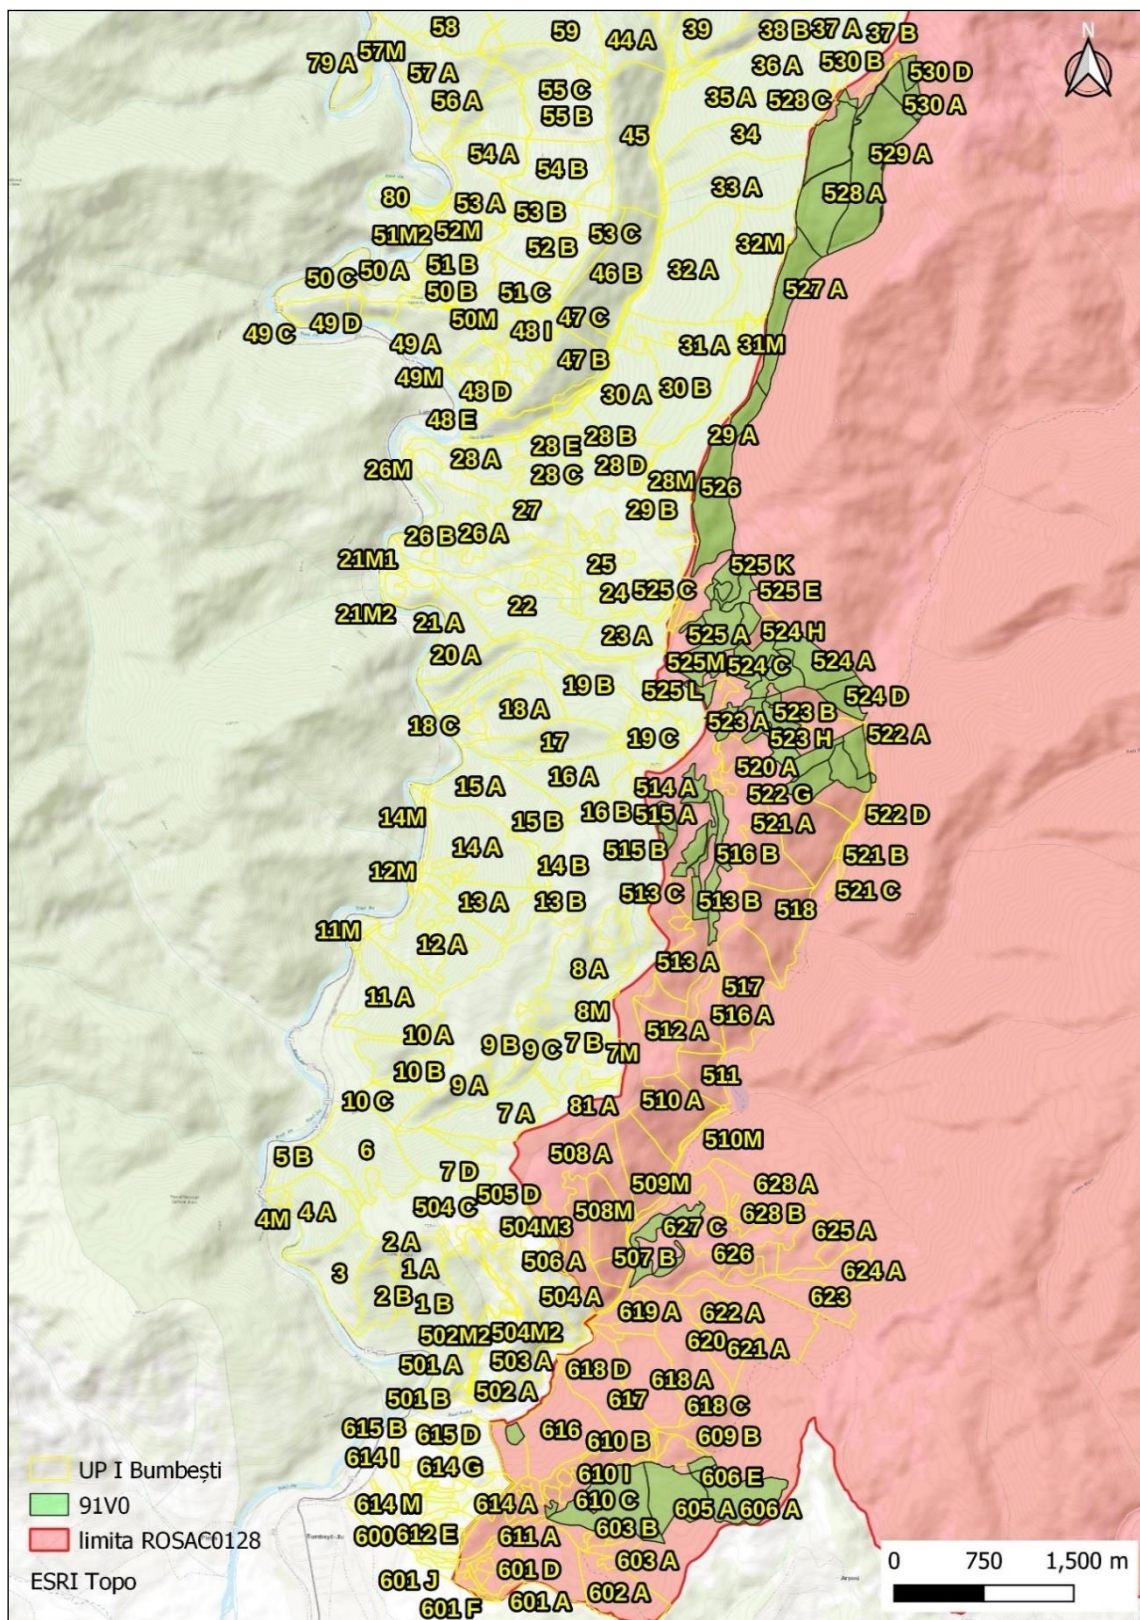 58
59
44 A
39
38 B
37 A
37 B
N
57M
79 A
57 A
36 A
530 B
530 D
56 A
55 C
35 A
528 C
530 A
55 B
45
34
54 A
54 B
529 A
80
53 A
53 B
33 A
528 A
51M2
52M
52 B
53 C
32M
50 C
50 A
51 B
46 B
32 A
50 B
51 C
527 A
49 C
49 D
50M
48 I
47 C
49 A
31 A
31M
49M
48 D
47 B
30 A
30 B
48 E
28 A
28 E
28 B
29 A
26M
28 C
28 D
28M
526
27
29 B
26 B
26 A
21M1
25
525 K
24
525 C
525 E
21M2
22
21 A
23 A
525 A
524 H
20 A
525M
524 C
524 A
19 B
525 L
524 D
18 A
18 C
523 A
523 B
17
19 C
523 H
522 A
16 A
520 A
15 A
514 A
522 G
14M
15 B
16 B
515 A
521 A
522 D
14 A
515 B
516 B
521 B
12M
14 B
13 A
13 B
513 C
513 B
518
521 C
11M
12 A
8 A
513 A
11 A
517
8M
516 A
10 A
9 B
9 C
7 B
7M
512 A
10 B
9 A
511
10 C
7 A
81 A
510 A
5 B
6
508 A
510M
7 D
509M
628 A
4M
4 A
504 C
505 D
504M3
508M
627 C
628 B
625 A
2 A
3
1 A
506 A
507 B
626
624 A
2 B
1 B
504 A
619 A
622 A
623
502M2
504M2
620
621 A
501 A
503 A
618 D
618 A
501 B
502 A
617
618 C
615 B
615 D
616
610 B
609 B
614 I
614 G
610 I
606 E
614 M
614 A
610 C
605 A
606 A
600
612 E
611 A
603 B
601 J
601 D
603 A
601 F
601 A
602 A
UP I Bumbești
91V0
limita ROSAC0128
ESRI Topo
0 750 1,500 m